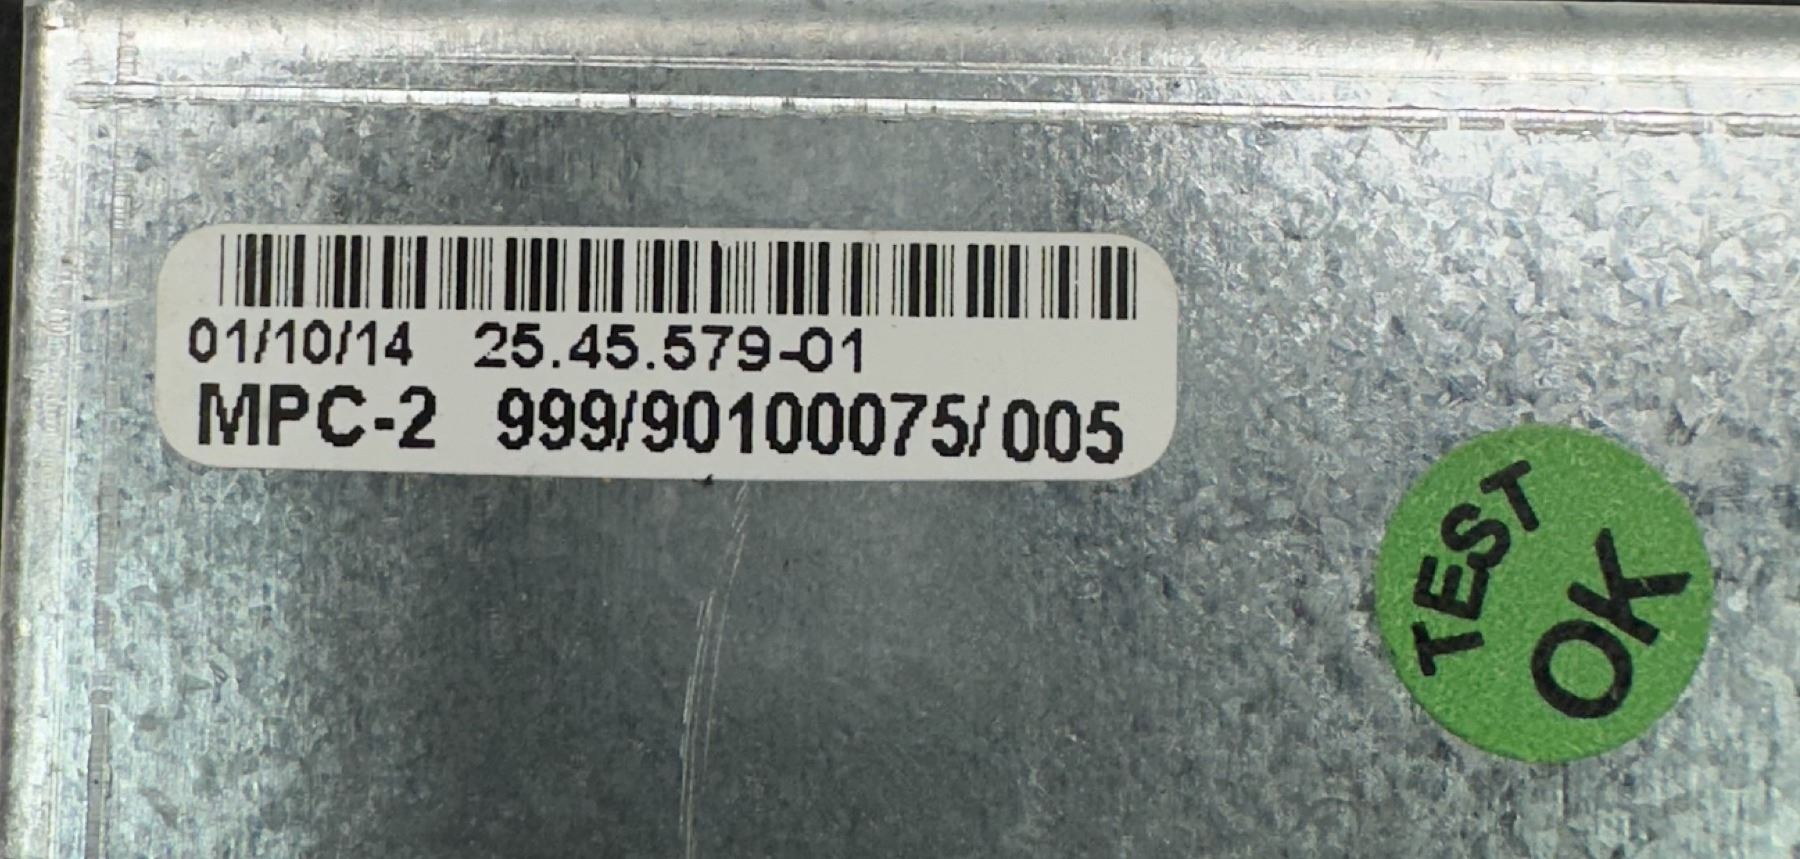 01/10/14 25.45.579-01
MPC-2 999/90100075/005
TEST
OK